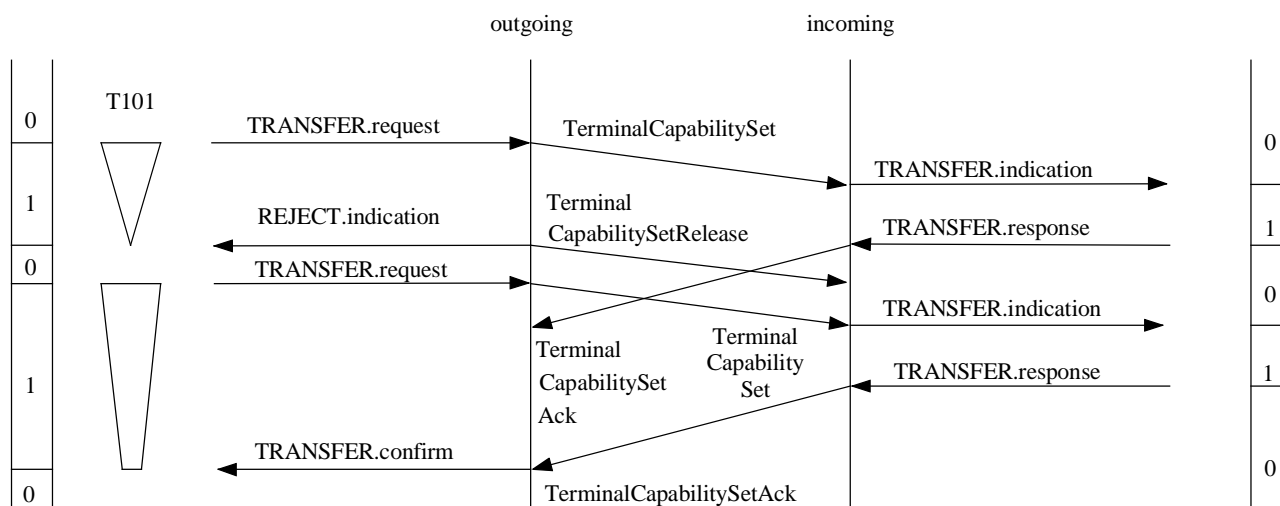 outgoing
incoming
T101
0
TRANSFER.request
TerminalCapabilitySet
0
TRANSFER.indication
1
REJECT.indication
Terminal
CapabilitySetRelease
TRANSFER.response
1
0
TRANSFER.request
0
TRANSFER.indication
Terminal
CapabilitySet
Ack
Terminal
Capability
Set
1
TRANSFER.response
1
TRANSFER.confirm
0
0
TerminalCapabilitySetAck